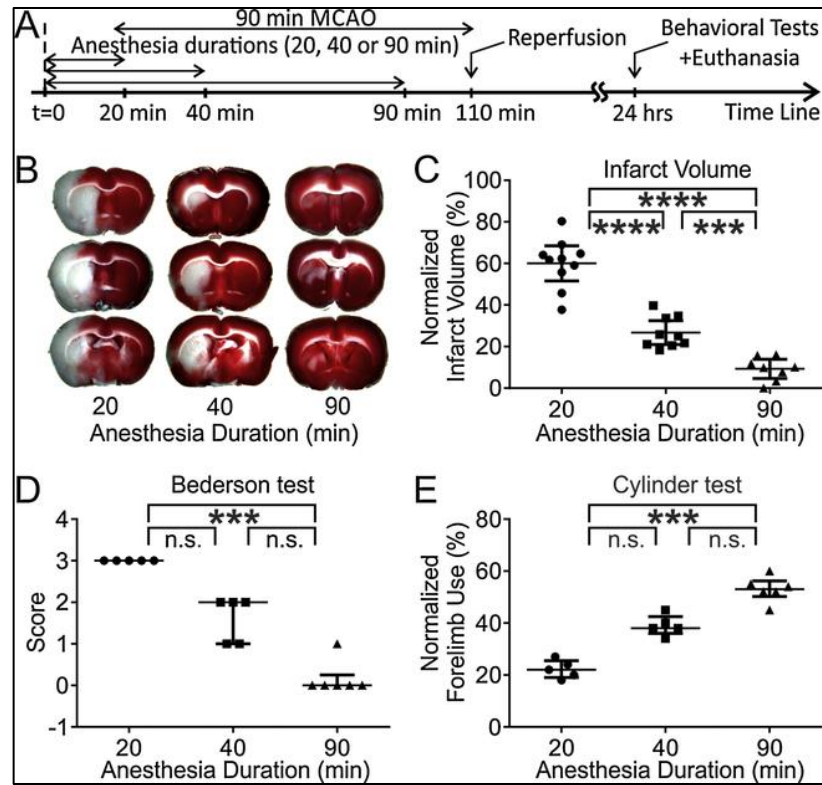 A
90 min MCAO
Anesthesia durations (20, 40 or 90 min)
Reperfusion
Behavioral Tests
+Euthanasia
t=0
20 min
40 min
90 min
110 min
24 hrs
Time Line
B
20
40
90
Anesthesia Duration (min)
C
Infarct Volume
****
****
***
Normalized
Infarct Volume (%)
100
80
60
40
20
0
20
40
90
Anesthesia Duration (min)
D
Bederson test
***
n.s.
n.s.
Score
4
3
2
1
0
-1
20
40
90
Anesthesia Duration (min)
E
Cylinder test
***
n.s.
n.s.
Normalized
Forelimb Use (%)
80
60
40
20
0
20
40
90
Anesthesia Duration (min)